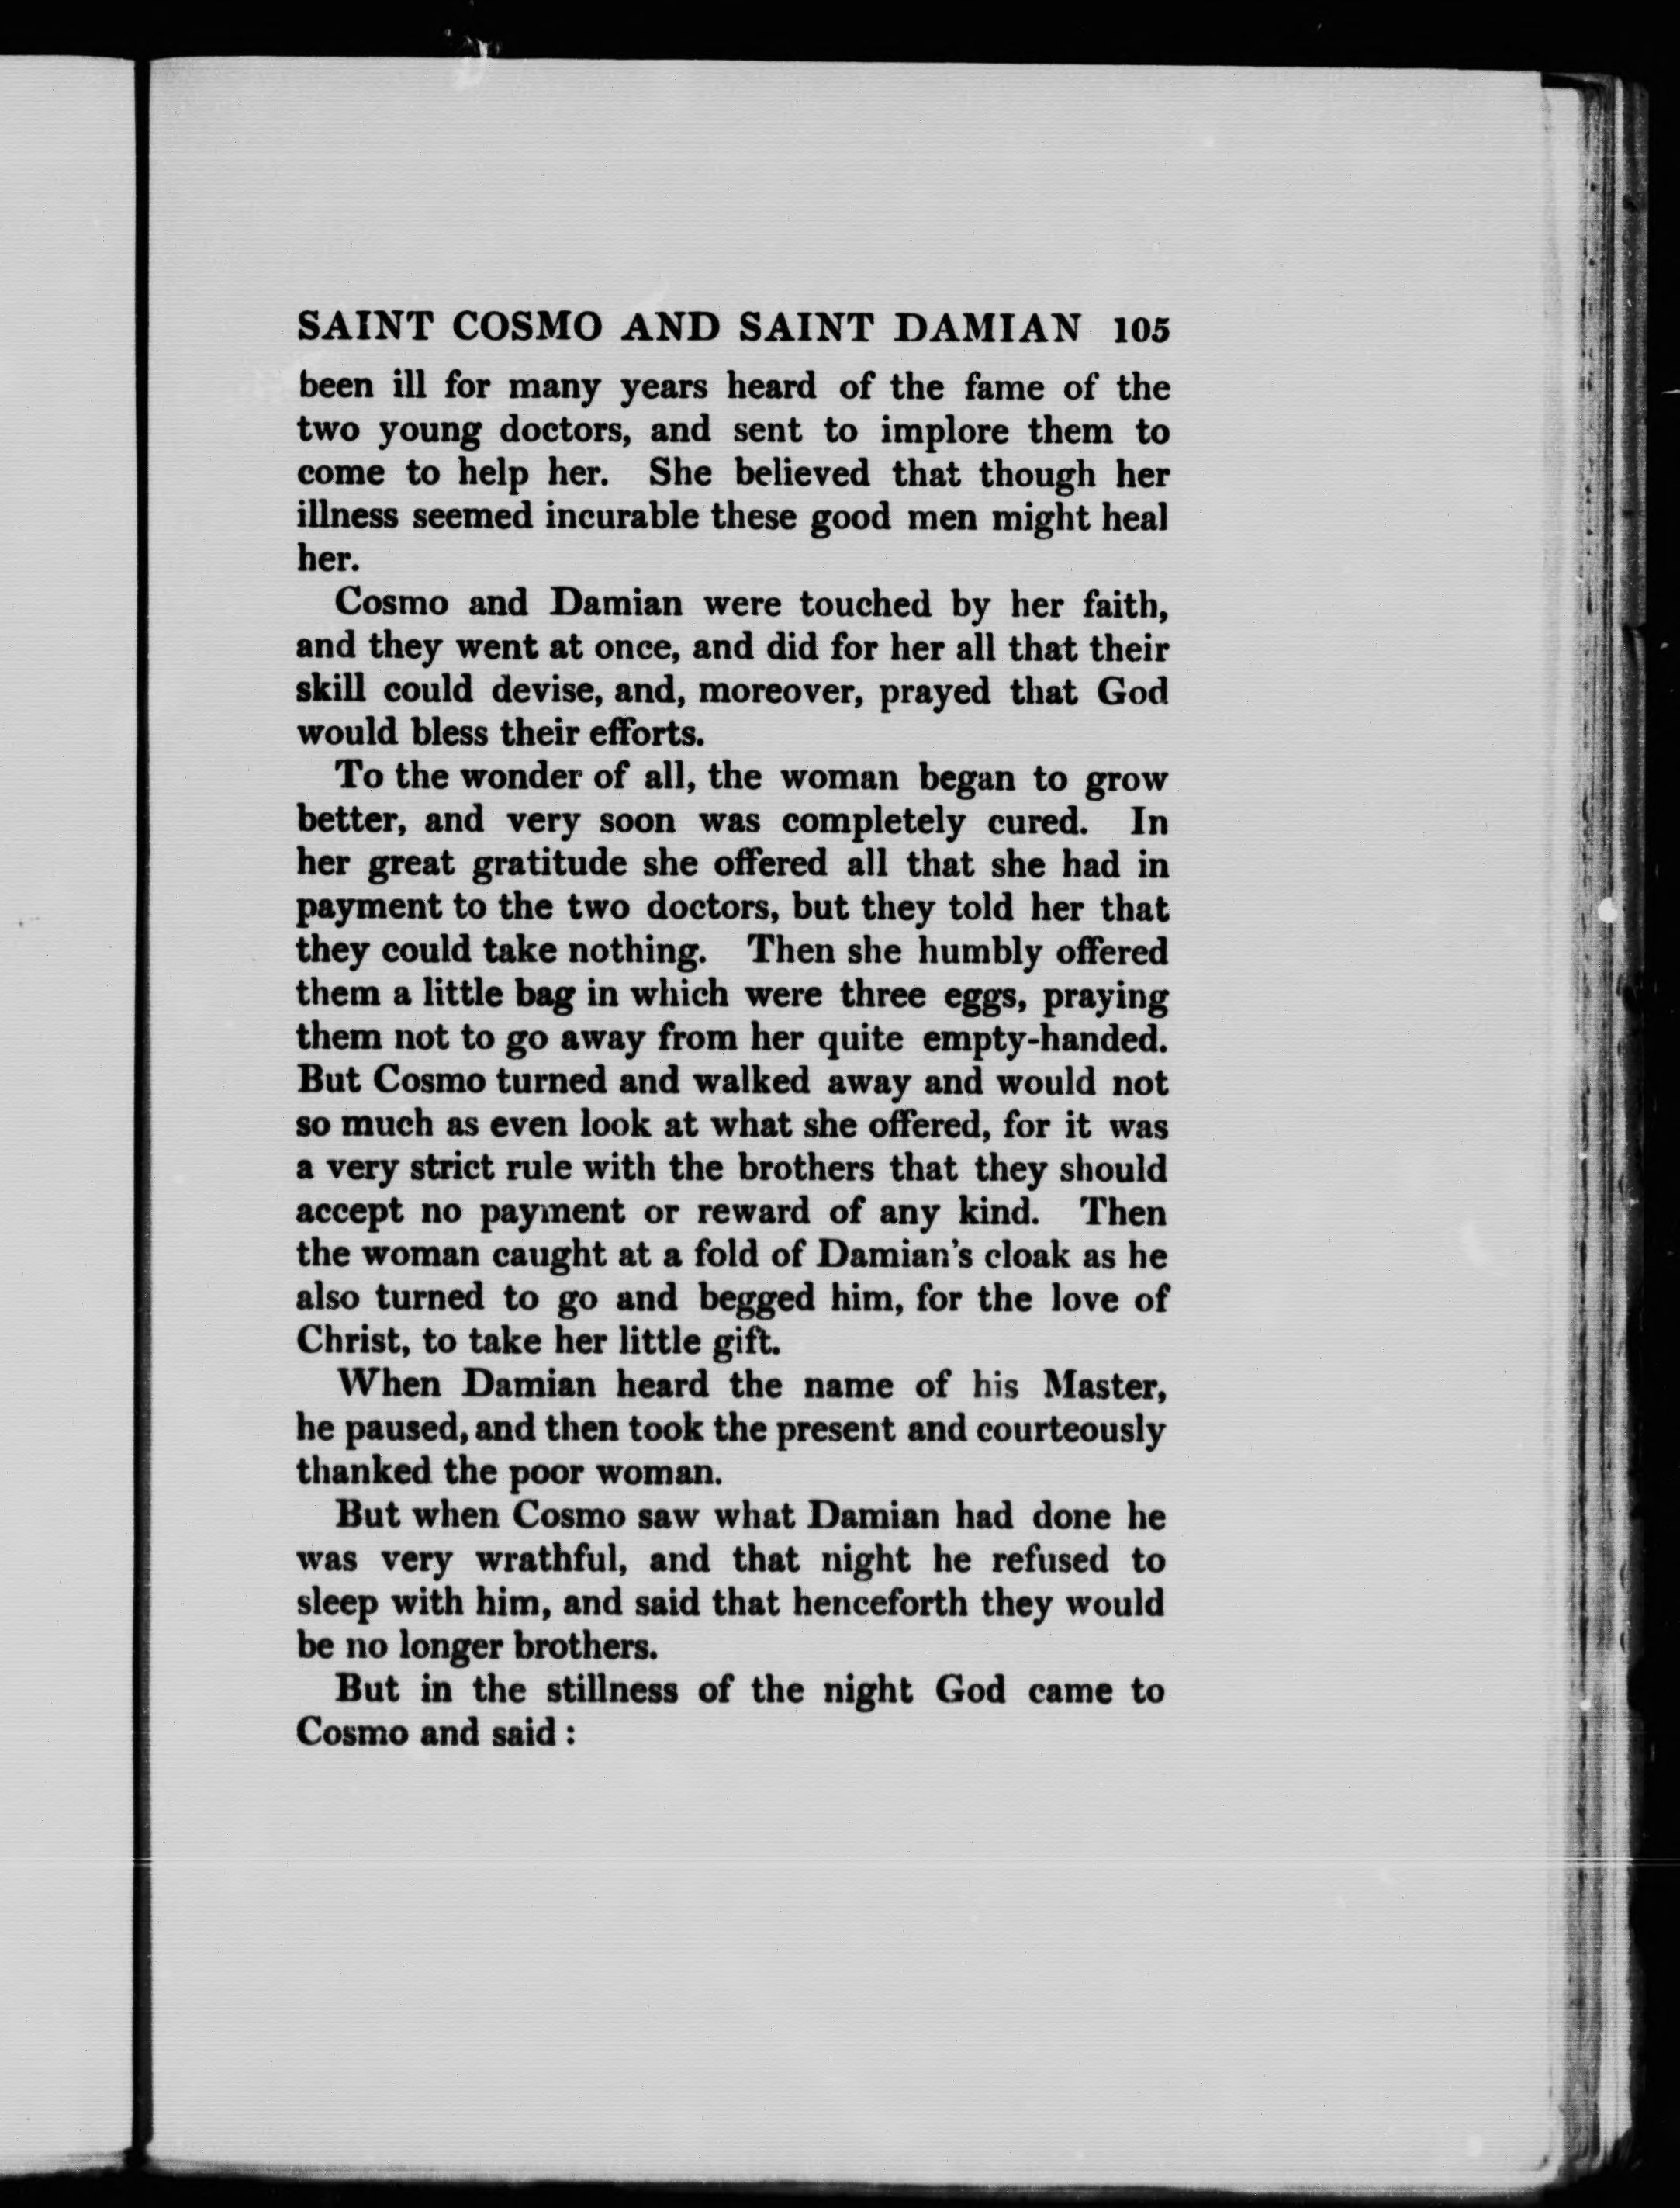 SAINT COSMO AND SAINT DAMIAN 105
been ill for many years heard of the fame of the
two young doctors, and sent to implore them to
come to help her. She believed that though her
illness seemed incurable these good men might heal
her.
Cosmo and Damian were touched by her faith,
and they went at once, and did for her all that their
skill could devise, and, moreover, prayed that God
would bless their efforts.
To the wonder of all, the woman began to grow
better, and very soon was completely cured. In
her great gratitude she offered all that she had in
payment to the two doctors, but they told her that
they could take nothing. Then she humbly offered
them a little bag in which were three eggs, praying
them not to go away from her quite empty-handed.
But Cosmo turned and walked away and would not
so much as even look at what she offered, for it was
a very strict rule with the brothers that they should
accept no payment or reward of any kind. Then
the woman caught at a fold of Damian's cloak as he
also turned to go and begged him, for the love of
Christ, to take her little gift.
When Damian heard the name of his Master,
he paused, and then took the present and courteously
thanked the poor woman.
But when Cosmo saw what Damian had done he
was very wrathful, and that night he refused to
sleep with him, and said that henceforth they would
be no longer brothers.
But in the stillness of the night God came to
Cosmo and said :